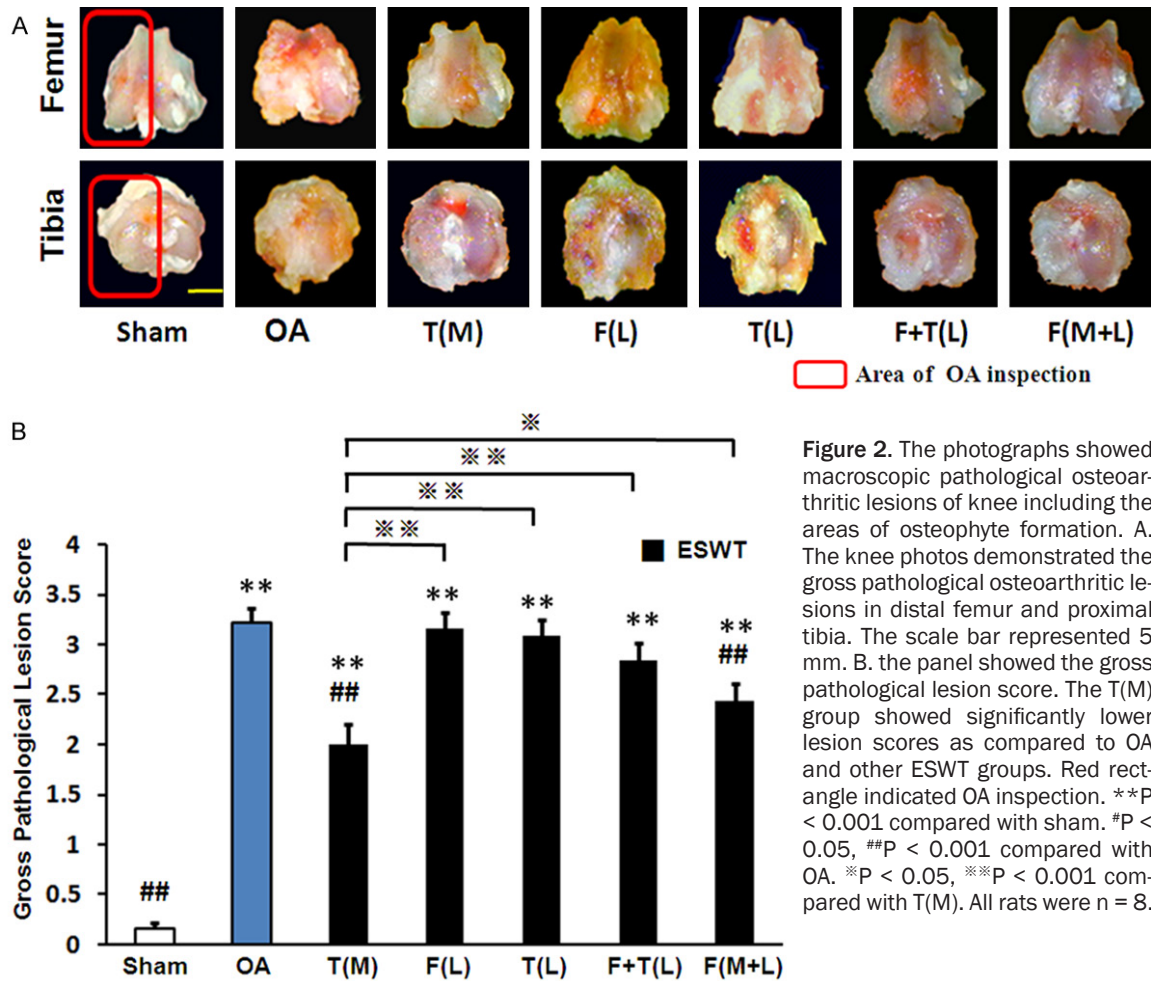 A
Femur
Tibia
Sham OA T(M) F(L) T(L) F+T(L) F(M+L)
Area of OA inspection
B
※
※※
※※
※※
ESWT
Gross Pathological Lesion Score
4
3.5
3
2.5
2
1.5
1
0.5
0
##
**
**
##
**
**
**
**
##
Sham OA T(M) F(L) T(L) F+T(L) F(M+L)
Figure 2. The photographs showed
macroscopic pathological osteoar-
thritic lesions of knee including the
areas of osteophyte formation. A.
The knee photos demonstrated the
gross pathological osteoarthritic le-
sions in distal femur and proximal
tibia. The scale bar represented 5
mm. B. the panel showed the gross
pathological lesion score. The T(M)
group showed significantly lower
lesion scores as compared to OA
and other ESWT groups. Red rect-
angle indicated OA inspection. **P
< 0.001 compared with sham. #P <
0.05, ##P < 0.001 compared with
OA. ※P < 0.05, ※※P < 0.001 com-
pared with T(M). All rats were n = 8.